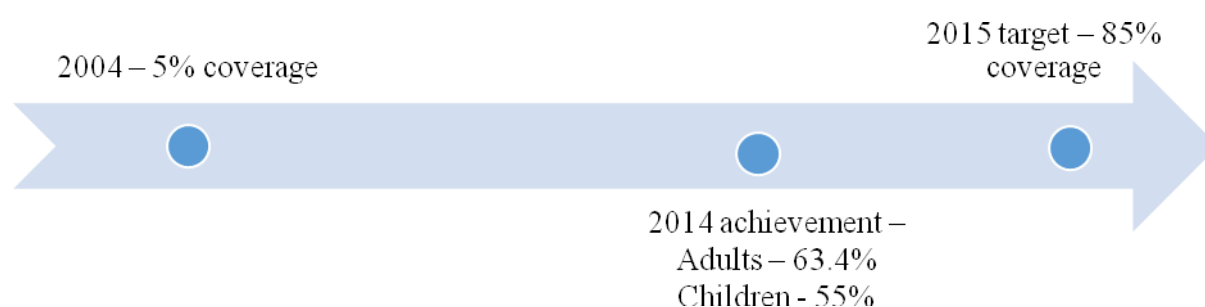 2004 – 5% coverage
2015 target – 85%
coverage
2014 achievement –
Adults – 63.4%
Children - 55%